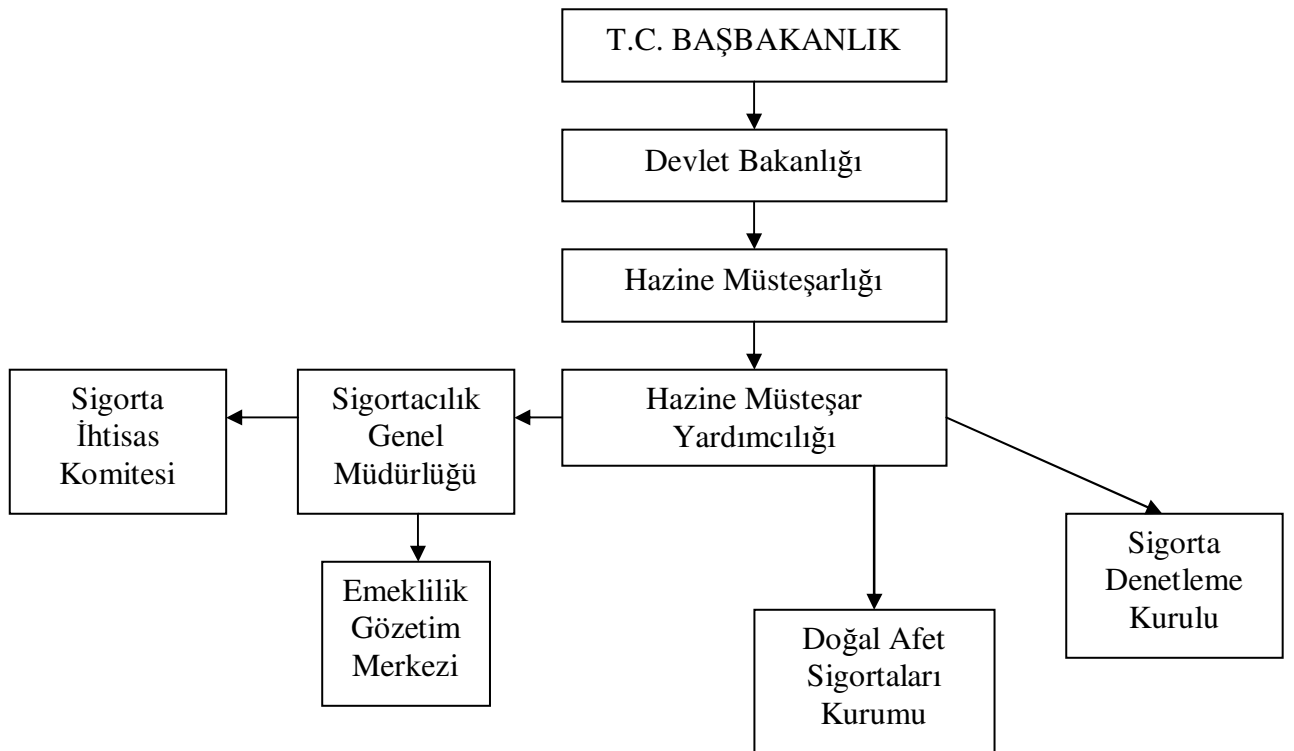 T.C. BAŞBAKANLIK
Devlet Bakanlığı
Hazine Müsteşarlığı
Sigorta
İhtisas
Komitesi
Sigortacılık
Genel
Müdürlüğü
Hazine Müsteşar
Yardımcılığı
Emeklilik
Gözetim
Merkezi
Doğal Afet
Sigortaları
Kurumu
Sigorta
Denetleme
Kurulu